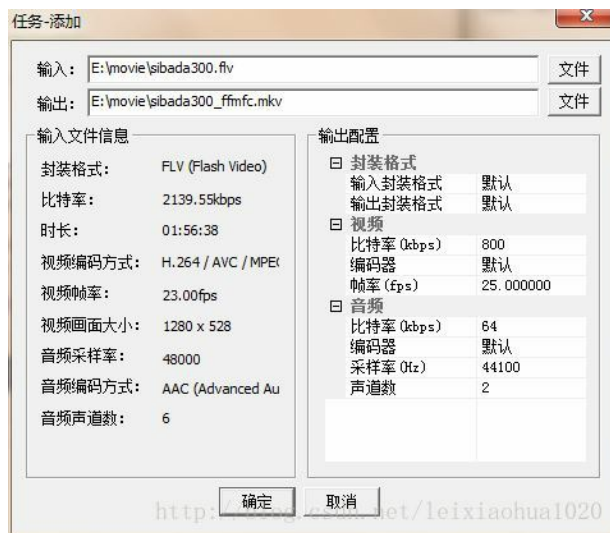 任务-添加
输入: E:\movie\sibada300.flv 文件
输出: E:\movie\sibada300_ffmfc.mkv 文件
输入文件信息
封装格式: FLV (Flash Video)
比特率: 2139.55kbps
时长: 01:56:38
视频编码方式: H.264 / AVC / MPE
视频帧率: 23.00fps
视频画面大小: 1280 x 528
音频采样率: 48000
音频编码方式: AAC (Advanced Au
音频声道数: 6
输出配置
封装格式
输入封装格式 默认
输出封装格式 默认
视频
比特率(kbps) 800
编码器 默认
帧率(fps) 25.000000
音频
比特率(kbps) 64
编码器 默认
采样率(Hz) 44100
声道数 2
确定 取消
http://blog.csdn.net/leixiaohua1020